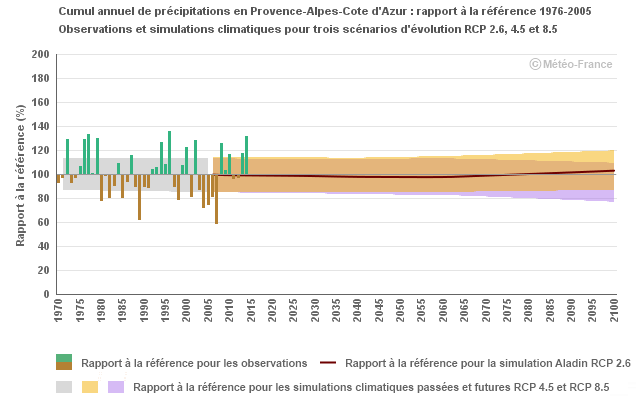 Cumul annuel de précipitations en Provence-Alpes-Cote d'Azur : rapport à la référence 1976-2005
Observations et simulations climatiques pour trois scénarios d'évolution RCP 2.6, 4.5 et 8.5
© Météo-France
Rapport à la référence (%)
200
180
160
140
120
100
80
60
40
20
0
1970 1975 1980 1985 1990 1995 2000 2005 2010 2015 2020 2025 2030 2035 2040 2045 2050 2055 2060 2065 2070 2075 2080 2085 2090 2095 2100
Rapport à la référence pour les observations
Rapport à la référence pour la simulation Aladin RCP 2.6
Rapport à la référence pour les simulations climatiques passées et futures RCP 4.5 et RCP 8.5